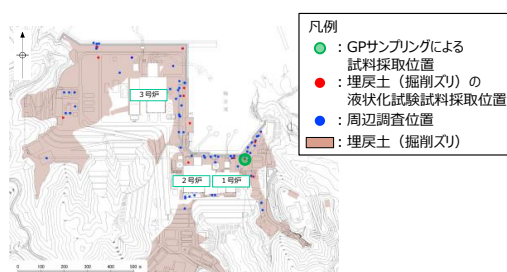 凡例
：GPサンプリングによる
試料採取位置
：埋戻土（掘削ズリ）の
液状化試験試料採取位置
：周辺調査位置
：埋戻土（掘削ズリ）
3号炉
2号炉
1号炉
0 100 200 300 400 500 m